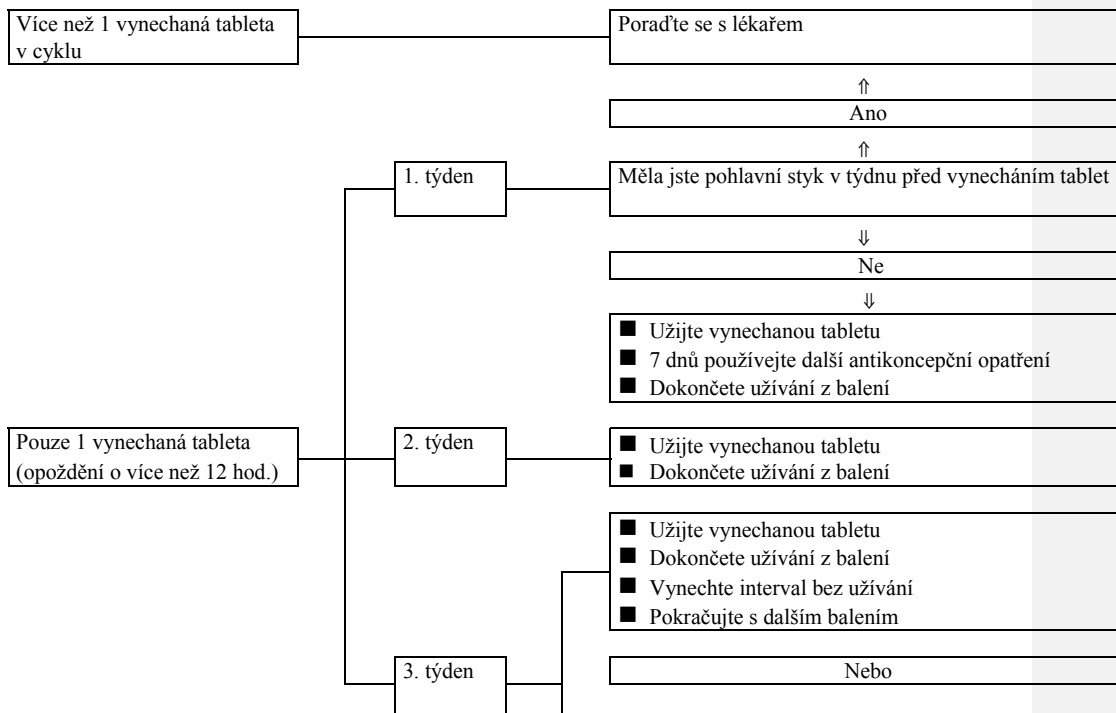 Více než 1 vynechaná tableta
v cyklu
Poraďte se s lékařem
⇑
Ano
⇑
1. týden
Měla jste pohlavní styk v týdnu před vynecháním tablet
⇓
Ne
⇓
■ Užijte vynechanou tabletu
■ 7 dnů používejte další antikoncepční opatření
■ Dokončete užívání z balení
Pouze 1 vynechaná tableta
(opoždění o více než 12 hod.)
2. týden
■ Užijte vynechanou tabletu
■ Dokončete užívání z balení
■ Užijte vynechanou tabletu
■ Dokončete užívání z balení
■ Vynechte interval bez užívání
■ Pokračujte s dalším balením
3. týden
Nebo